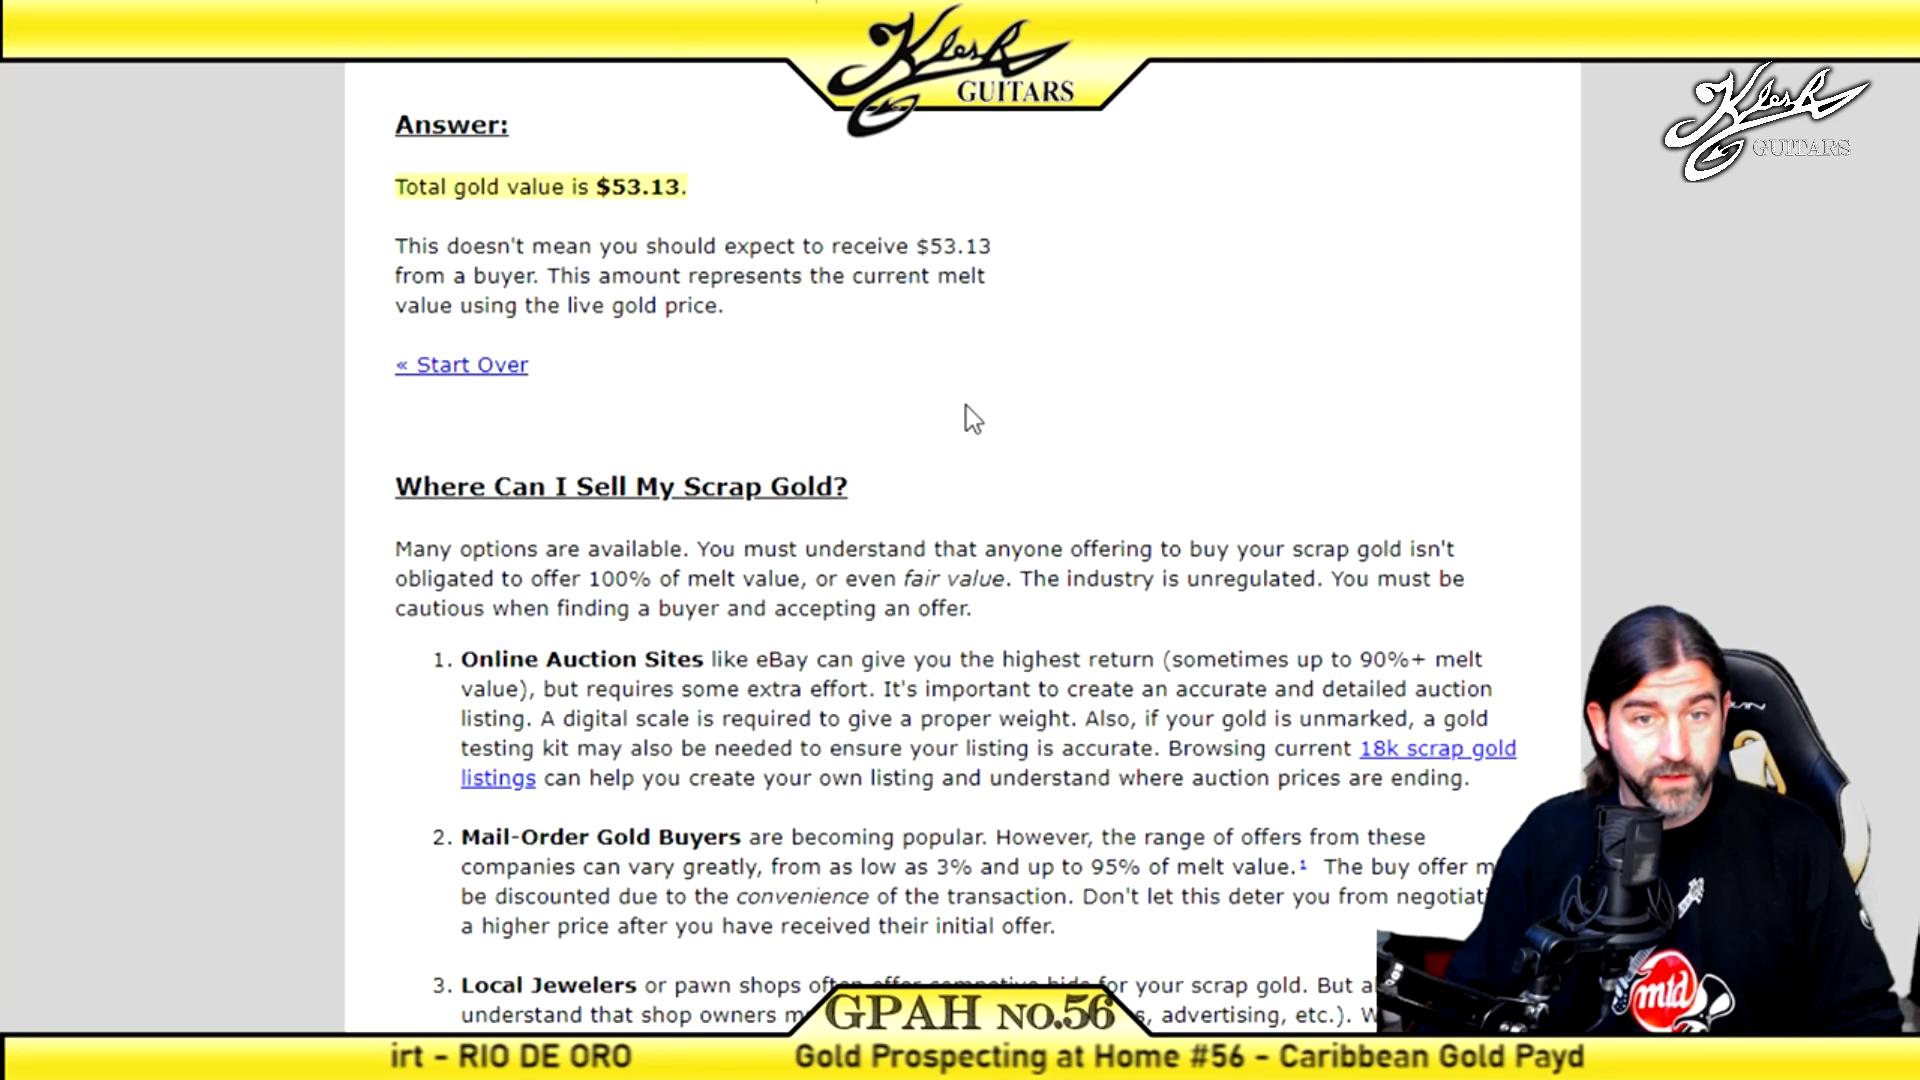 Klesh
GUITARS
Klesh
GUITARS
Answer:
Total gold value is $53.13.
This doesn't mean you should expect to receive $53.13
from a buyer. This amount represents the current melt
value using the live gold price.
« Start Over
Where Can I Sell My Scrap Gold?
Many options are available. You must understand that anyone offering to buy your scrap gold isn't
obligated to offer 100% of melt value, or even fair value. The industry is unregulated. You must be
cautious when finding a buyer and accepting an offer.
1. Online Auction Sites like eBay can give you the highest return (sometimes up to 90%+ melt
value), but requires some extra effort. It's important to create an accurate and detailed auction
listing. A digital scale is required to give a proper weight. Also, if your gold is unmarked, a gold
testing kit may also be needed to ensure your listing is accurate. Browsing current 18k scrap gold
listings can help you create your own listing and understand where auction prices are ending.
2. Mail-Order Gold Buyers are becoming popular. However, the range of offers from these
companies can vary greatly, from as low as 3% and up to 95% of melt value.¹ The buy offer m
be discounted due to the convenience of the transaction. Don't let this deter you from negotiati
a higher price after you have received their initial offer.
3. Local Jewelers or pawn shops often offer for your scrap gold. But al
understand that shop owners m s, advertising, etc.). W
mtd
GPAH NO.56
irt - RIO DE ORO Gold Prospecting at Home #56 - Caribbean Gold Payd